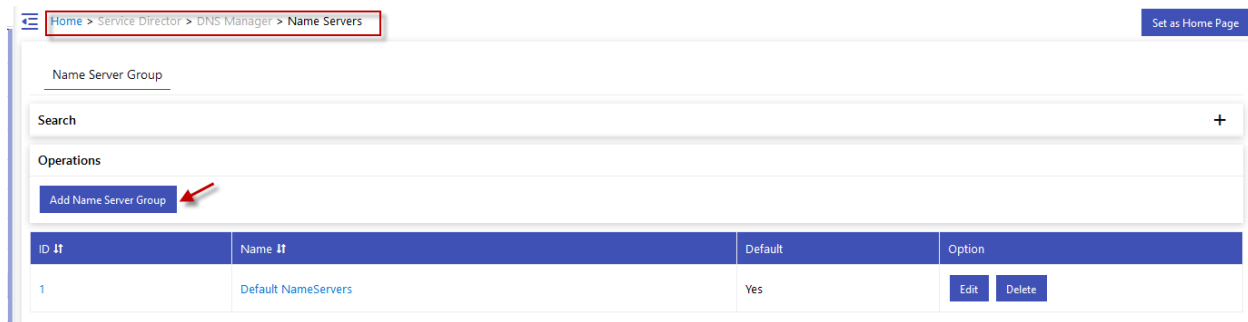 Home > Service Director > DNS Manager > Name Servers
Set as Home Page
Name Server Group
Search
+
Operations
Add Name Server Group
ID Name Default Option
1 Default NameServers Yes Edit Delete